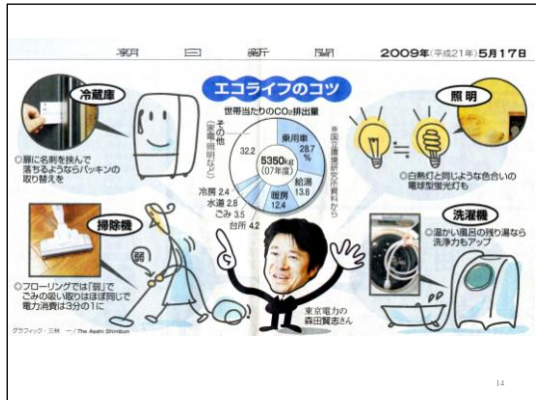 朝日新聞
2009年(平成21年)5月17日
エコライフのコツ
冷蔵庫
◎扉に名刺を挟んで
落ちるようならパッキンの
取り替えを
世帯当たりのCO₂排出量
その他
(家電・照明など)
32.2
乗用車
28.7
%
5350kg
(07年度)
給湯
13.8
暖房
12.4
冷房 2.4
水道 2.8
ごみ 3.5
台所 4.2
※国立環境研究所資料から
照明
◎白熱灯と同じような色合いの
電球型蛍光灯も
掃除機
弱
◎フローリングでは「弱」で
ごみの吸い取りはほぼ同じで
電力消費は3分の1に
洗濯機
◎温かい風呂の残り湯なら
洗浄力もアップ
東京電力の
森田賢志さん
グラフィック・三林 一/The Asahi Shimbun
14